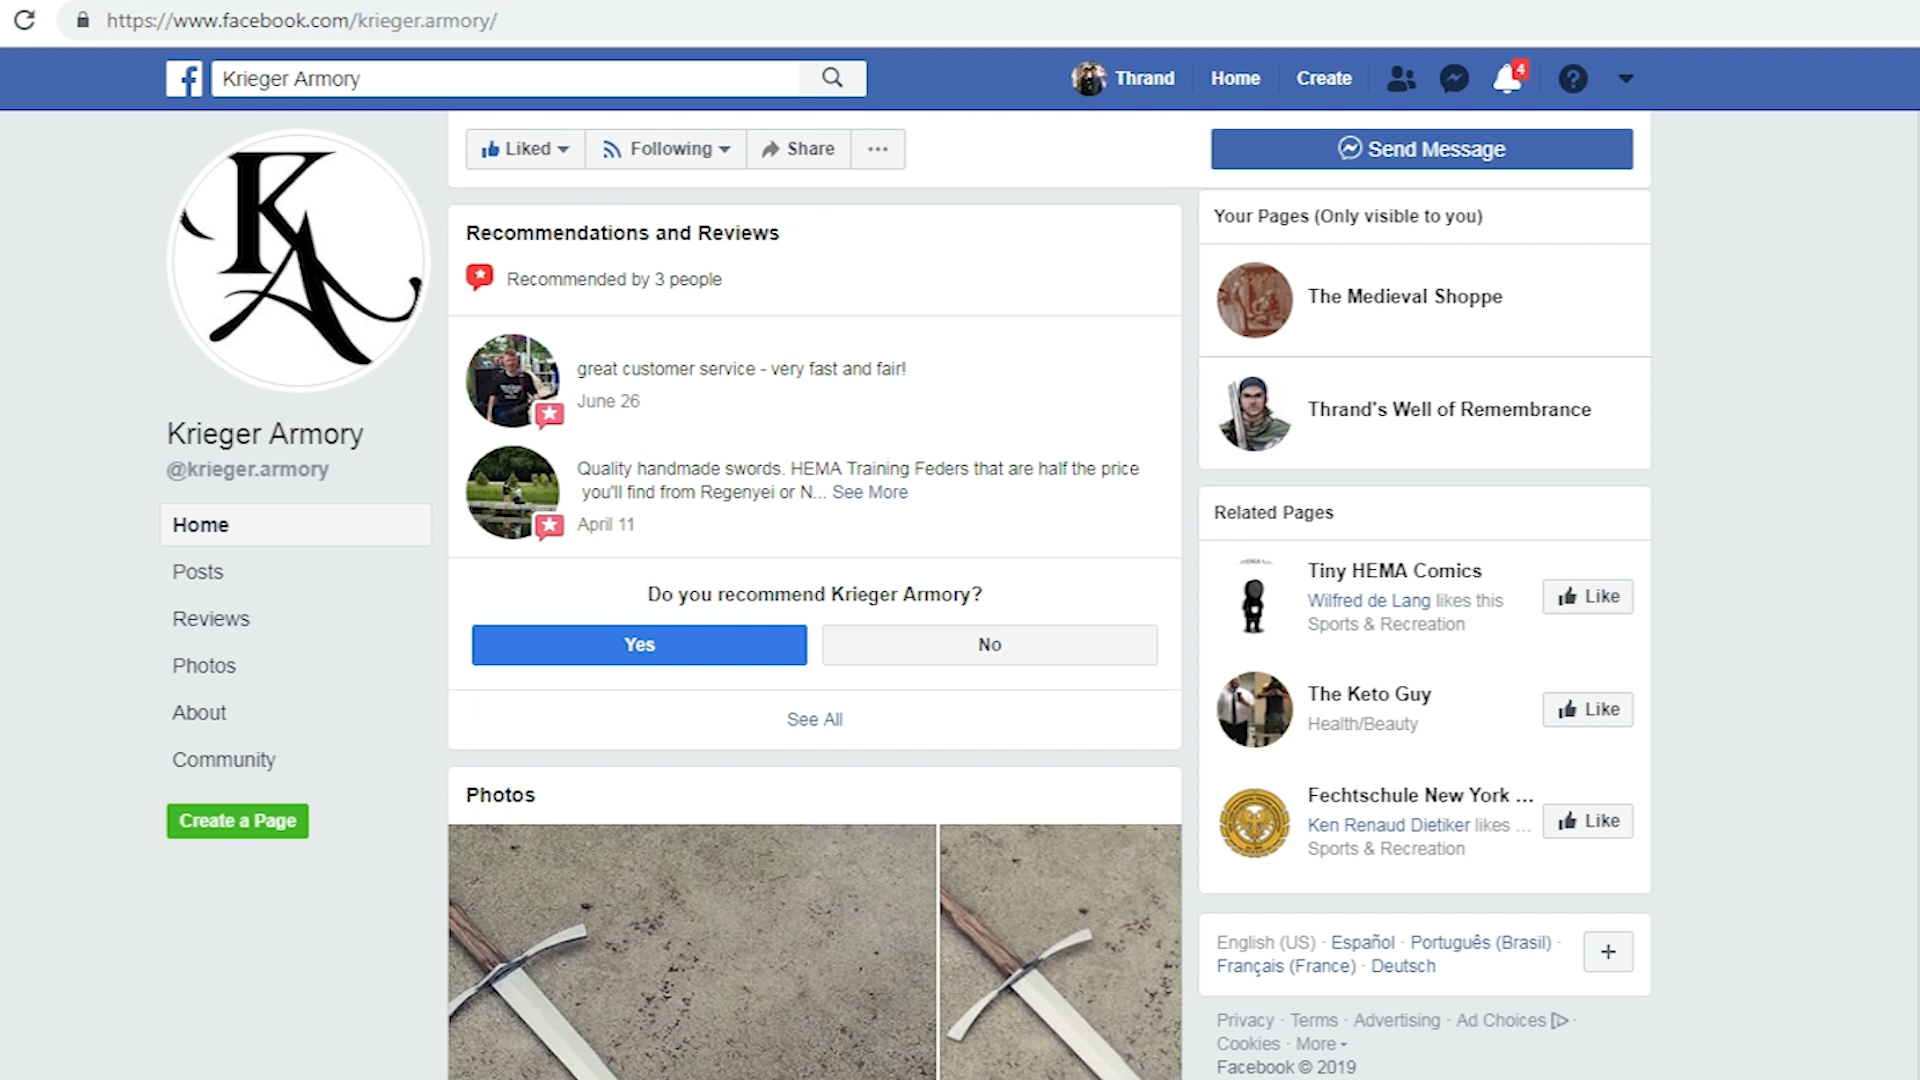 https://www.facebook.com/krieger.armory/
f
Krieger Armory
Thrand
Home
Create
4
?
KA
Krieger Armory
@krieger.armory
Home
Posts
Reviews
Photos
About
Community
Create a Page
Liked
Following
Share
...
Send Message
Recommendations and Reviews
Recommended by 3 people
great customer service - very fast and fair!
June 26
Quality handmade swords. HEMA Training Feders that are half the price
you'll find from Regenyei or N... See More
April 11
Do you recommend Krieger Armory?
Yes
No
See All
Photos
Your Pages (Only visible to you)
The Medieval Shoppe
Thrand's Well of Remembrance
Related Pages
Tiny HEMA Comics
Wilfred de Lang likes this
Sports & Recreation
Like
The Keto Guy
Health/Beauty
Like
Fechtschule New York ...
Ken Renaud Dietiker likes ...
Sports & Recreation
Like
English (US) · Español · Português (Brasil) ·
Français (France) · Deutsch
+
Privacy · Terms · Advertising · Ad Choices ·
Cookies · More
Facebook © 2019